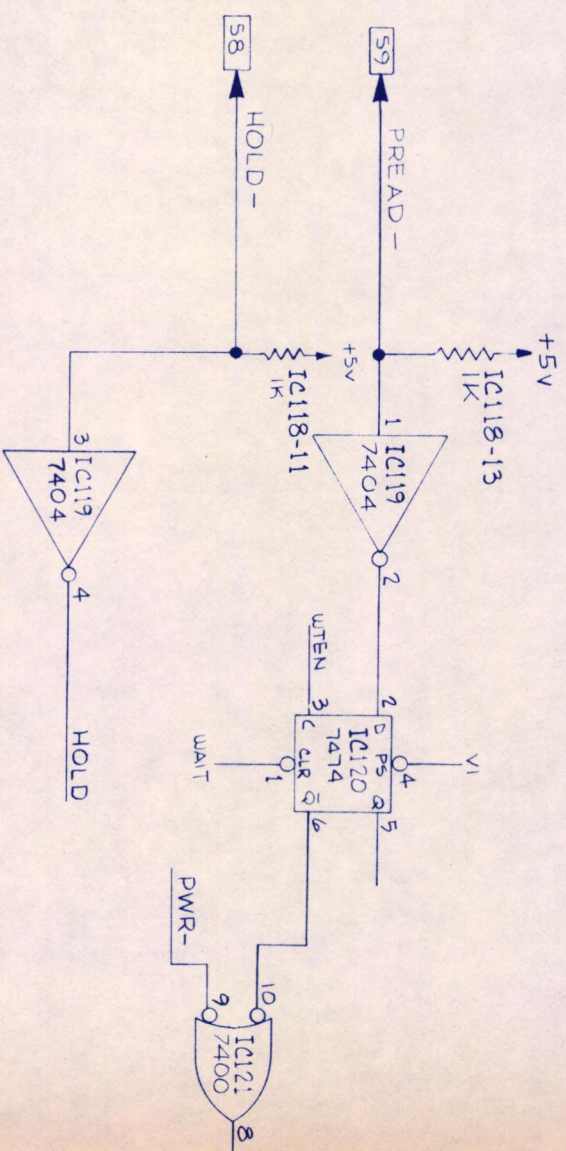 59
PREAD-
+5V
IC118-13
1K
1
IC119
7404
2
58
HOLD-
+5V
IC118-11
1K
3
IC119
7404
4
HOLD
WTEN
WAIT
V1
2
D
PS
4
Q
5
IC120
7474
3
C
CLR
1
Q̅
6
PWR-
10
9
IC121
7400
8